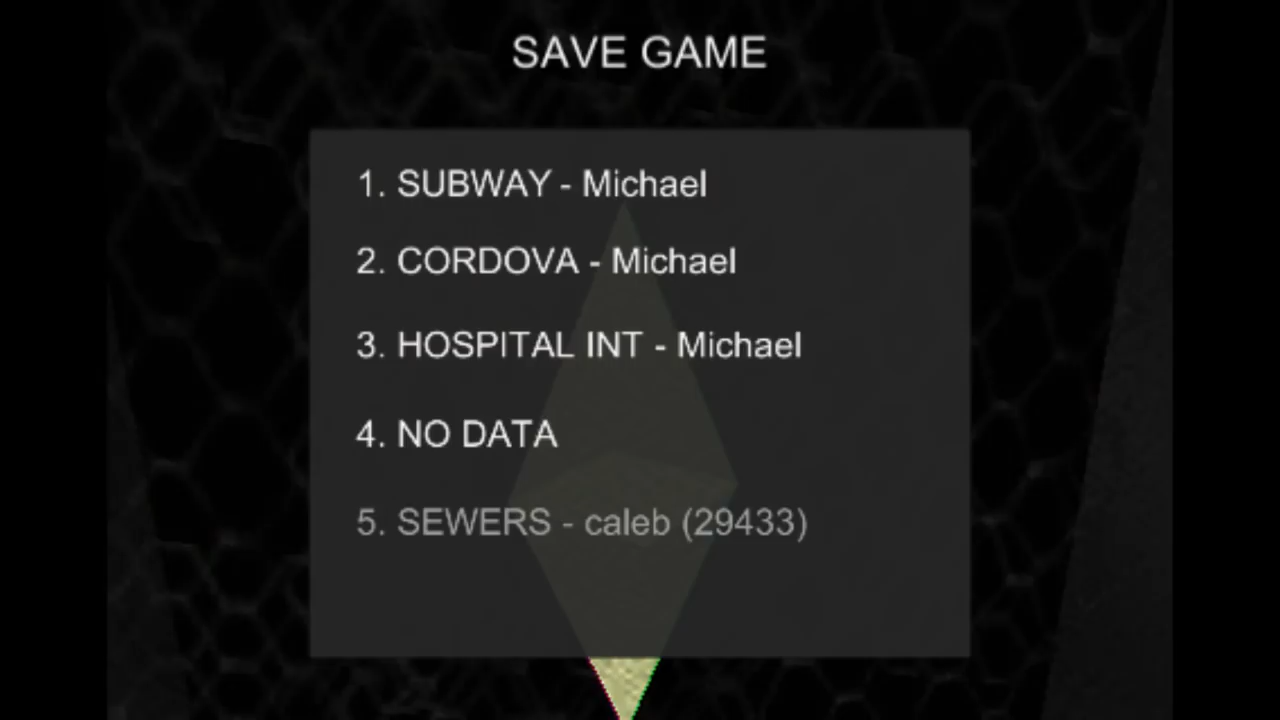 SAVE GAME
1. SUBWAY - Michael
2. CORDOVA - Michael
3. HOSPITAL INT - Michael
4. NO DATA
5. SEWERS - caleb (29433)